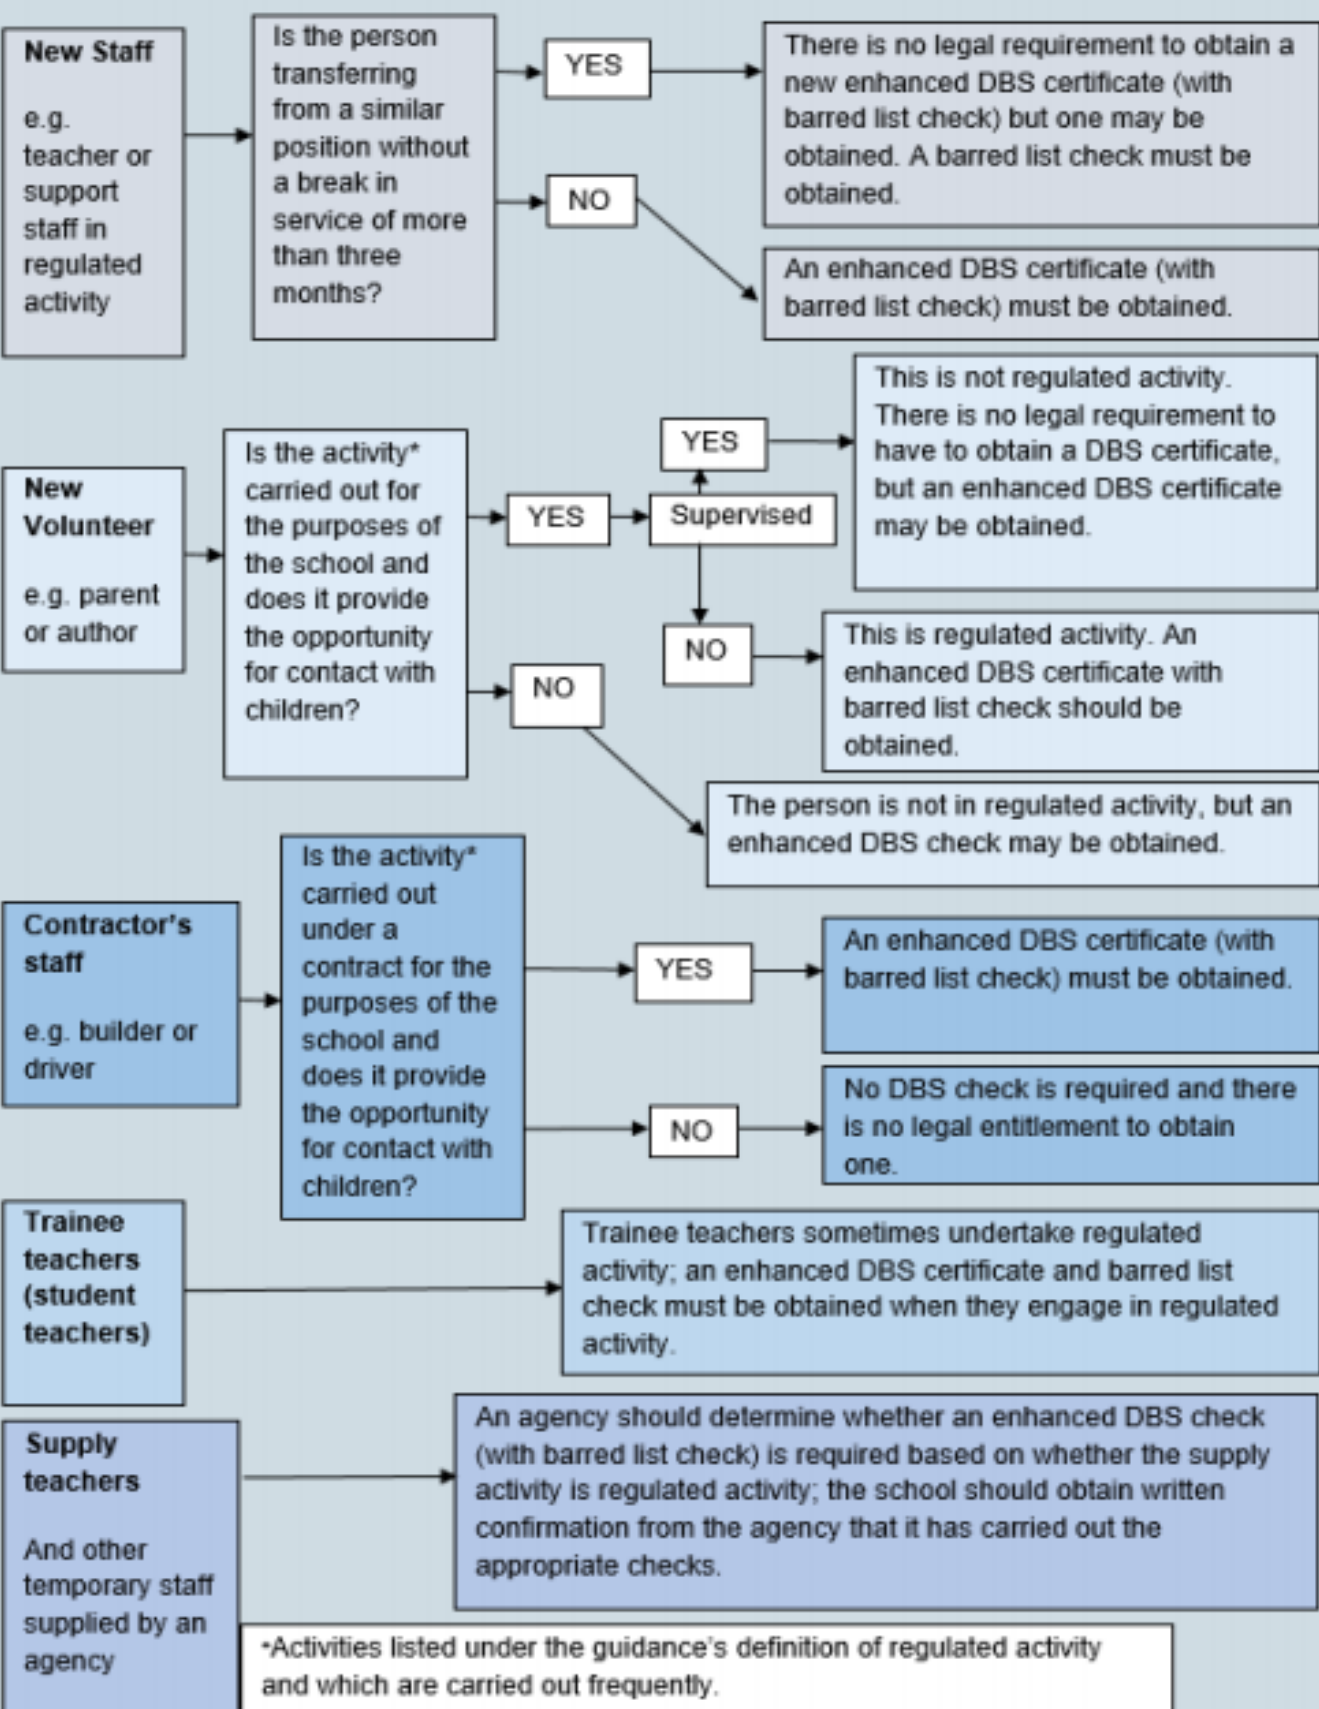 New Staff
e.g.
teacher or
support
staff in
regulated
activity
Is the person
transferring
from a similar
position without
a break in
service of more
than three
months?
YES
There is no legal requirement to obtain a
new enhanced DBS certificate (with
barred list check) but one may be
obtained. A barred list check must be
obtained.
NO
An enhanced DBS certificate (with
barred list check) must be obtained.
New
Volunteer
e.g. parent
or author
Is the activity*
carried out for
the purposes of
the school and
does it provide
the opportunity
for contact with
children?
YES
Supervised
YES
This is not regulated activity.
There is no legal requirement to
have to obtain a DBS certificate,
but an enhanced DBS certificate
may be obtained.
NO
This is regulated activity. An
enhanced DBS certificate with
barred list check should be
obtained.
NO
The person is not in regulated activity, but an
enhanced DBS check may be obtained.
Contractor's
staff
e.g. builder or
driver
Is the activity*
carried out
under a
contract for the
purposes of the
school and
does it provide
the opportunity
for contact with
children?
YES
An enhanced DBS certificate (with
barred list check) must be obtained.
NO
No DBS check is required and there
is no legal entitlement to obtain
one.
Trainee
teachers
(student
teachers)
Trainee teachers sometimes undertake regulated
activity; an enhanced DBS certificate and barred list
check must be obtained when they engage in regulated
activity.
Supply
teachers
And other
temporary staff
supplied by an
agency
An agency should determine whether an enhanced DBS check
(with barred list check) is required based on whether the supply
activity is regulated activity; the school should obtain written
confirmation from the agency that it has carried out the
appropriate checks.
*Activities listed under the guidance's definition of regulated activity
and which are carried out frequently.